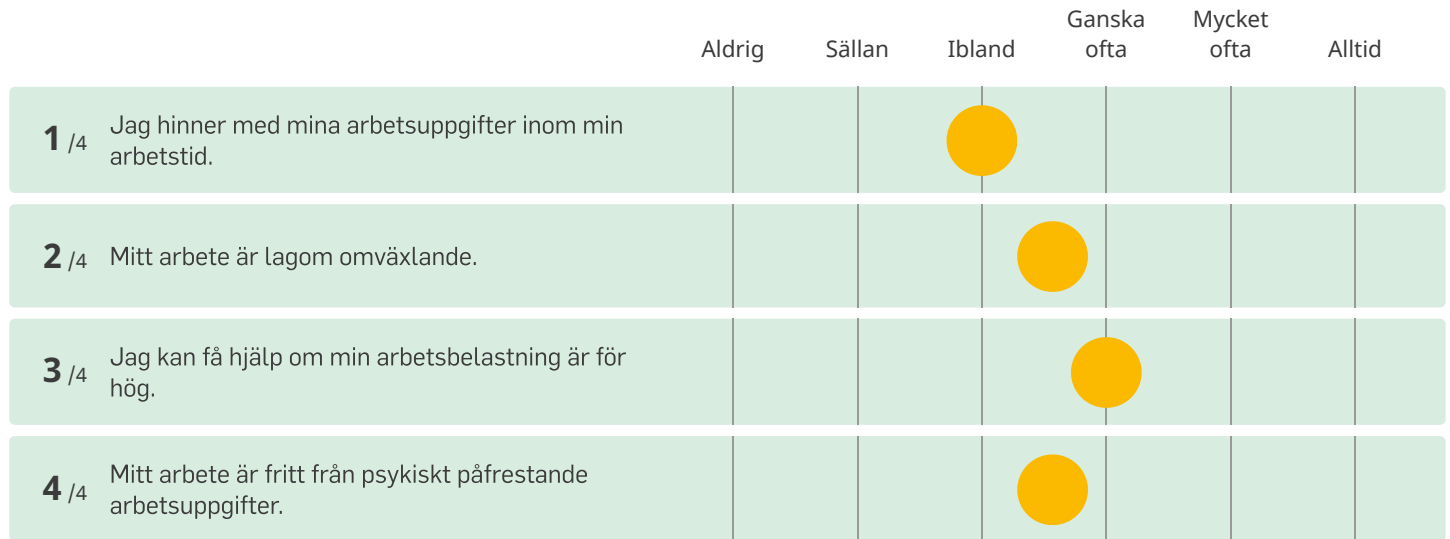 Aldrig Sällan Ibland Ganska ofta Mycket ofta Alltid
1 /4 Jag hinner med mina arbetsuppgifter inom min
arbetstid.
2 /4 Mitt arbete är lagom omväxlande.
3 /4 Jag kan få hjälp om min arbetsbelastning är för
hög.
4 /4 Mitt arbete är fritt från psykiskt påfrestande
arbetsuppgifter.